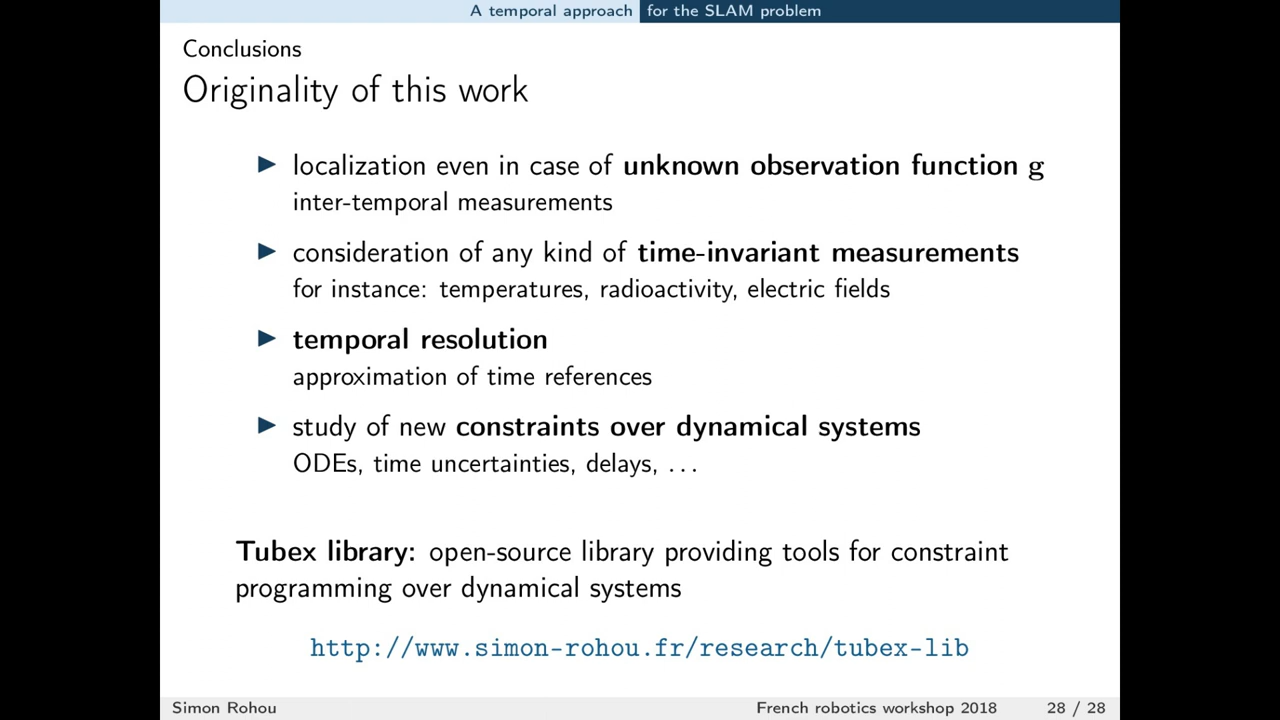 A temporal approach for the SLAM problem
Conclusions
Originality of this work
▶ localization even in case of unknown observation function g
inter-temporal measurements
▶ consideration of any kind of time-invariant measurements
for instance: temperatures, radioactivity, electric fields
▶ temporal resolution
approximation of time references
▶ study of new constraints over dynamical systems
ODEs, time uncertainties, delays, ...
Tubex library: open-source library providing tools for constraint
programming over dynamical systems
http://www.simon-rohou.fr/research/tubex-lib
Simon Rohou French robotics workshop 2018 28 / 28